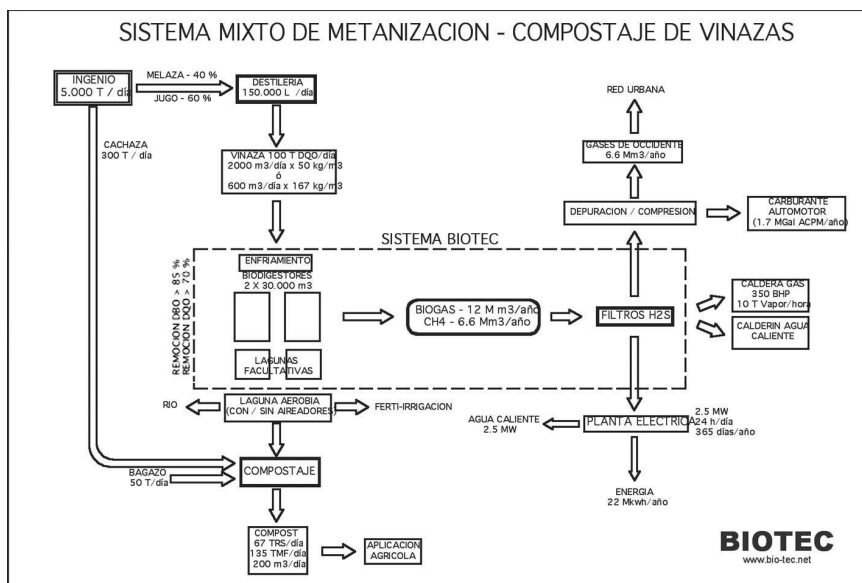 SISTEMA MIXTO DE METANIZACION - COMPOSTAJE DE VINAZAS
INGENIO
5.000 T / día
MELAZA - 40 %
JUGO - 60 %
DESTILERIA
150.000 L /día
CACHAZA
300 T / día
VINAZA 100 T DQO/día
2000 m3/día x 50 kg/m3
ó
600 m3/día x 167 kg/m3
RED URBANA
GASES DE OCCIDENTE
6.6 Mm3/año
DEPURACION / COMPRESION
CARBURANTE
AUTOMOTOR
(1.7 MGal ACPM/año)
SISTEMA BIOTEC
REMOCION DBO > 85 %
REMOCION DQO > 70 %
ENFRIAMIENTO
BIODIGESTORES
2 X 30.000 m3
LAGUNAS
FACULTATIVAS
BIOGAS - 12 M m3/año
CH4 - 6.6 Mm3/año
FILTROS H2S
CALDERA GAS
350 BHP
10 T Vapor/hora
CALDERIN AGUA
CALIENTE
RIO
LAGUNA AEROBIA
(CON / SIN AIREADORES)
FERTI-IRRIGACION
AGUA CALIENTE
2.5 MW
PLANTA ELECTRICA
2.5 MW
24 h/día
365 días/año
BAGAZO
50 T/día
COMPOSTAJE
ENERGIA
22 Mkwh/año
COMPOST
67 TRS/día
135 TMF/día
200 m3/día
APLICACION
AGRICOLA
BIOTEC
www.bio-tec.net